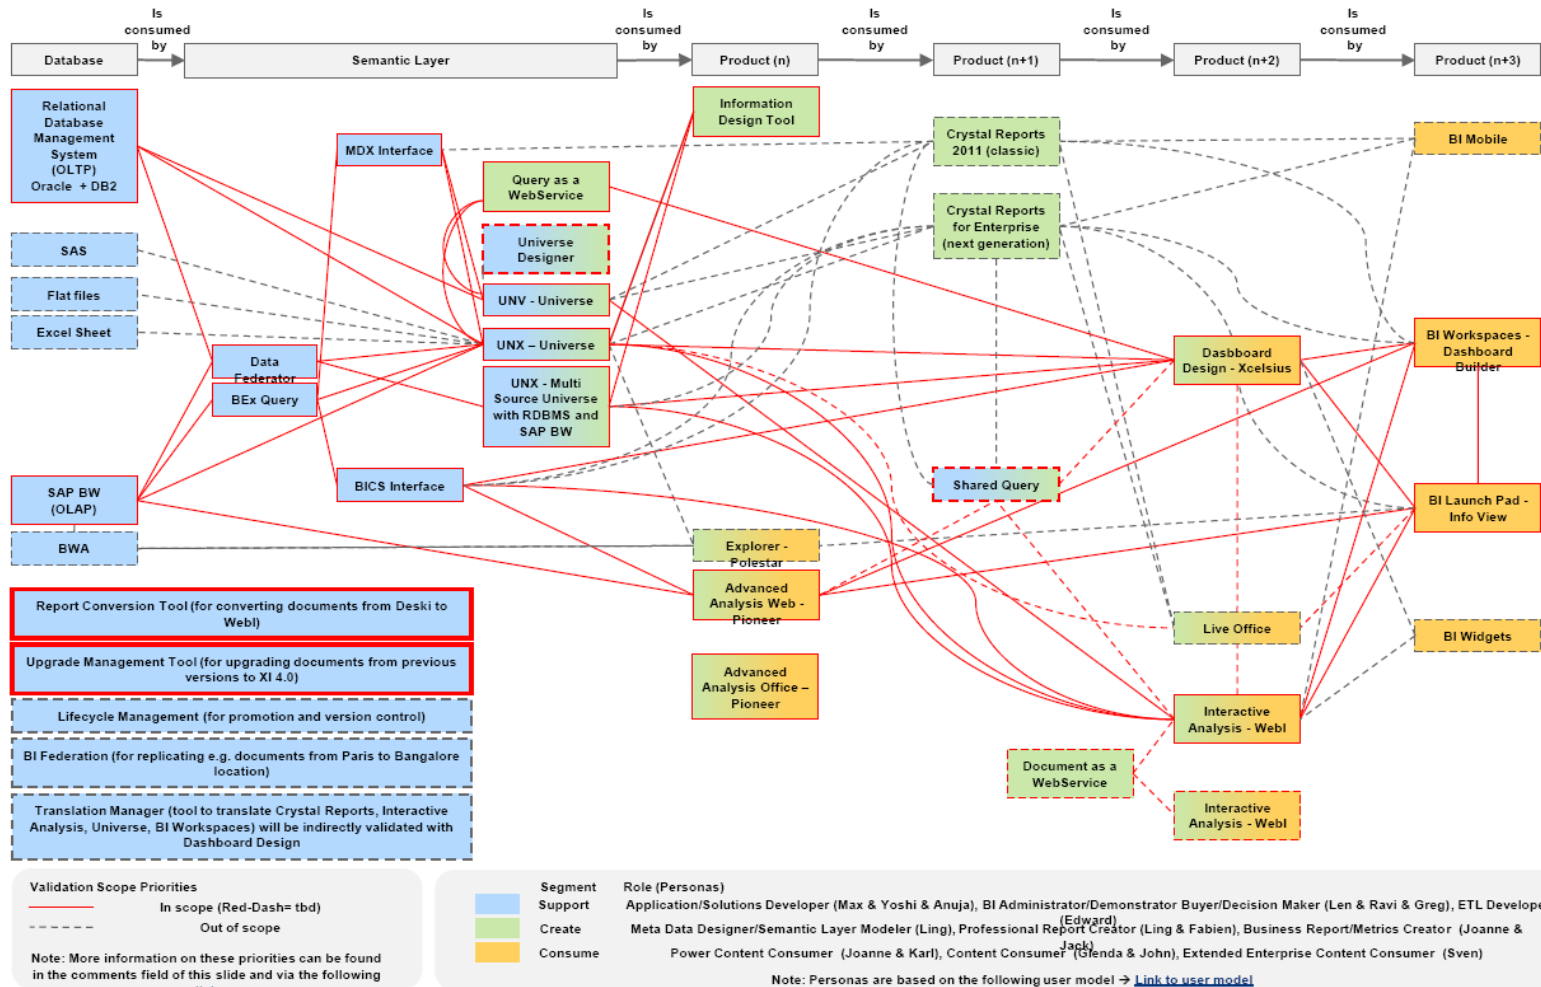 Is
consumed
by
Is
consumed
by
Is
consumed
by
Is
consumed
by
Is
consumed
by
Database
Semantic Layer
Product (n)
Product (n+1)
Product (n+2)
Product (n+3)
Relational
Database
Management
System
(OLTP)
Oracle + DB2
SAS
Flat files
Excel Sheet
SAP BW
(OLAP)
BWA
MDX Interface
Data
Federator
BEx Query
BICS Interface
Query as a
WebService
Universe
Designer
UNV - Universe
UNX – Universe
UNX - Multi
Source Universe
with RDBMS and
SAP BW
Information
Design Tool
Explorer -
Polestar
Advanced
Analysis Web -
Pioneer
Advanced
Analysis Office –
Pioneer
Crystal Reports
2011 (classic)
Crystal Reports
for Enterprise
(next generation)
Shared Query
Document as a
WebService
Dasbboard
Design - Xcelsius
Live Office
Interactive
Analysis - WebI
Interactive
Analysis - WebI
BI Mobile
BI Workspaces -
Dashboard
Builder
BI Launch Pad -
Info View
BI Widgets
Report Conversion Tool (for converting documents from Deski to
WebI)
Upgrade Management Tool (for upgrading documents from previous
versions to XI 4.0)
Lifecycle Management (for promotion and version control)
BI Federation (for replicating e.g. documents from Paris to Bangalore
location)
Translation Manager (tool to translate Crystal Reports, Interactive
Analysis, Universe, BI Workspaces) will be indirectly validated with
Dashboard Design
Validation Scope Priorities
In scope (Red-Dash= tbd)
Out of scope
Note: More information on these priorities can be found
in the comments field of this slide and via the following
Segment Role (Personas)
Support Application/Solutions Developer (Max & Yoshi & Anuja), BI Administrator/Demonstrator Buyer/Decision Maker (Len & Ravi & Greg), ETL Develope
(Edward)
Create Meta Data Designer/Semantic Layer Modeler (Ling), Professional Report Creator (Ling & Fabien), Business Report/Metrics Creator (Joanne &
Jack)
Consume Power Content Consumer (Joanne & Karl), Content Consumer (Glenda & John), Extended Enterprise Content Consumer (Sven)
Note: Personas are based on the following user model → Link to user model